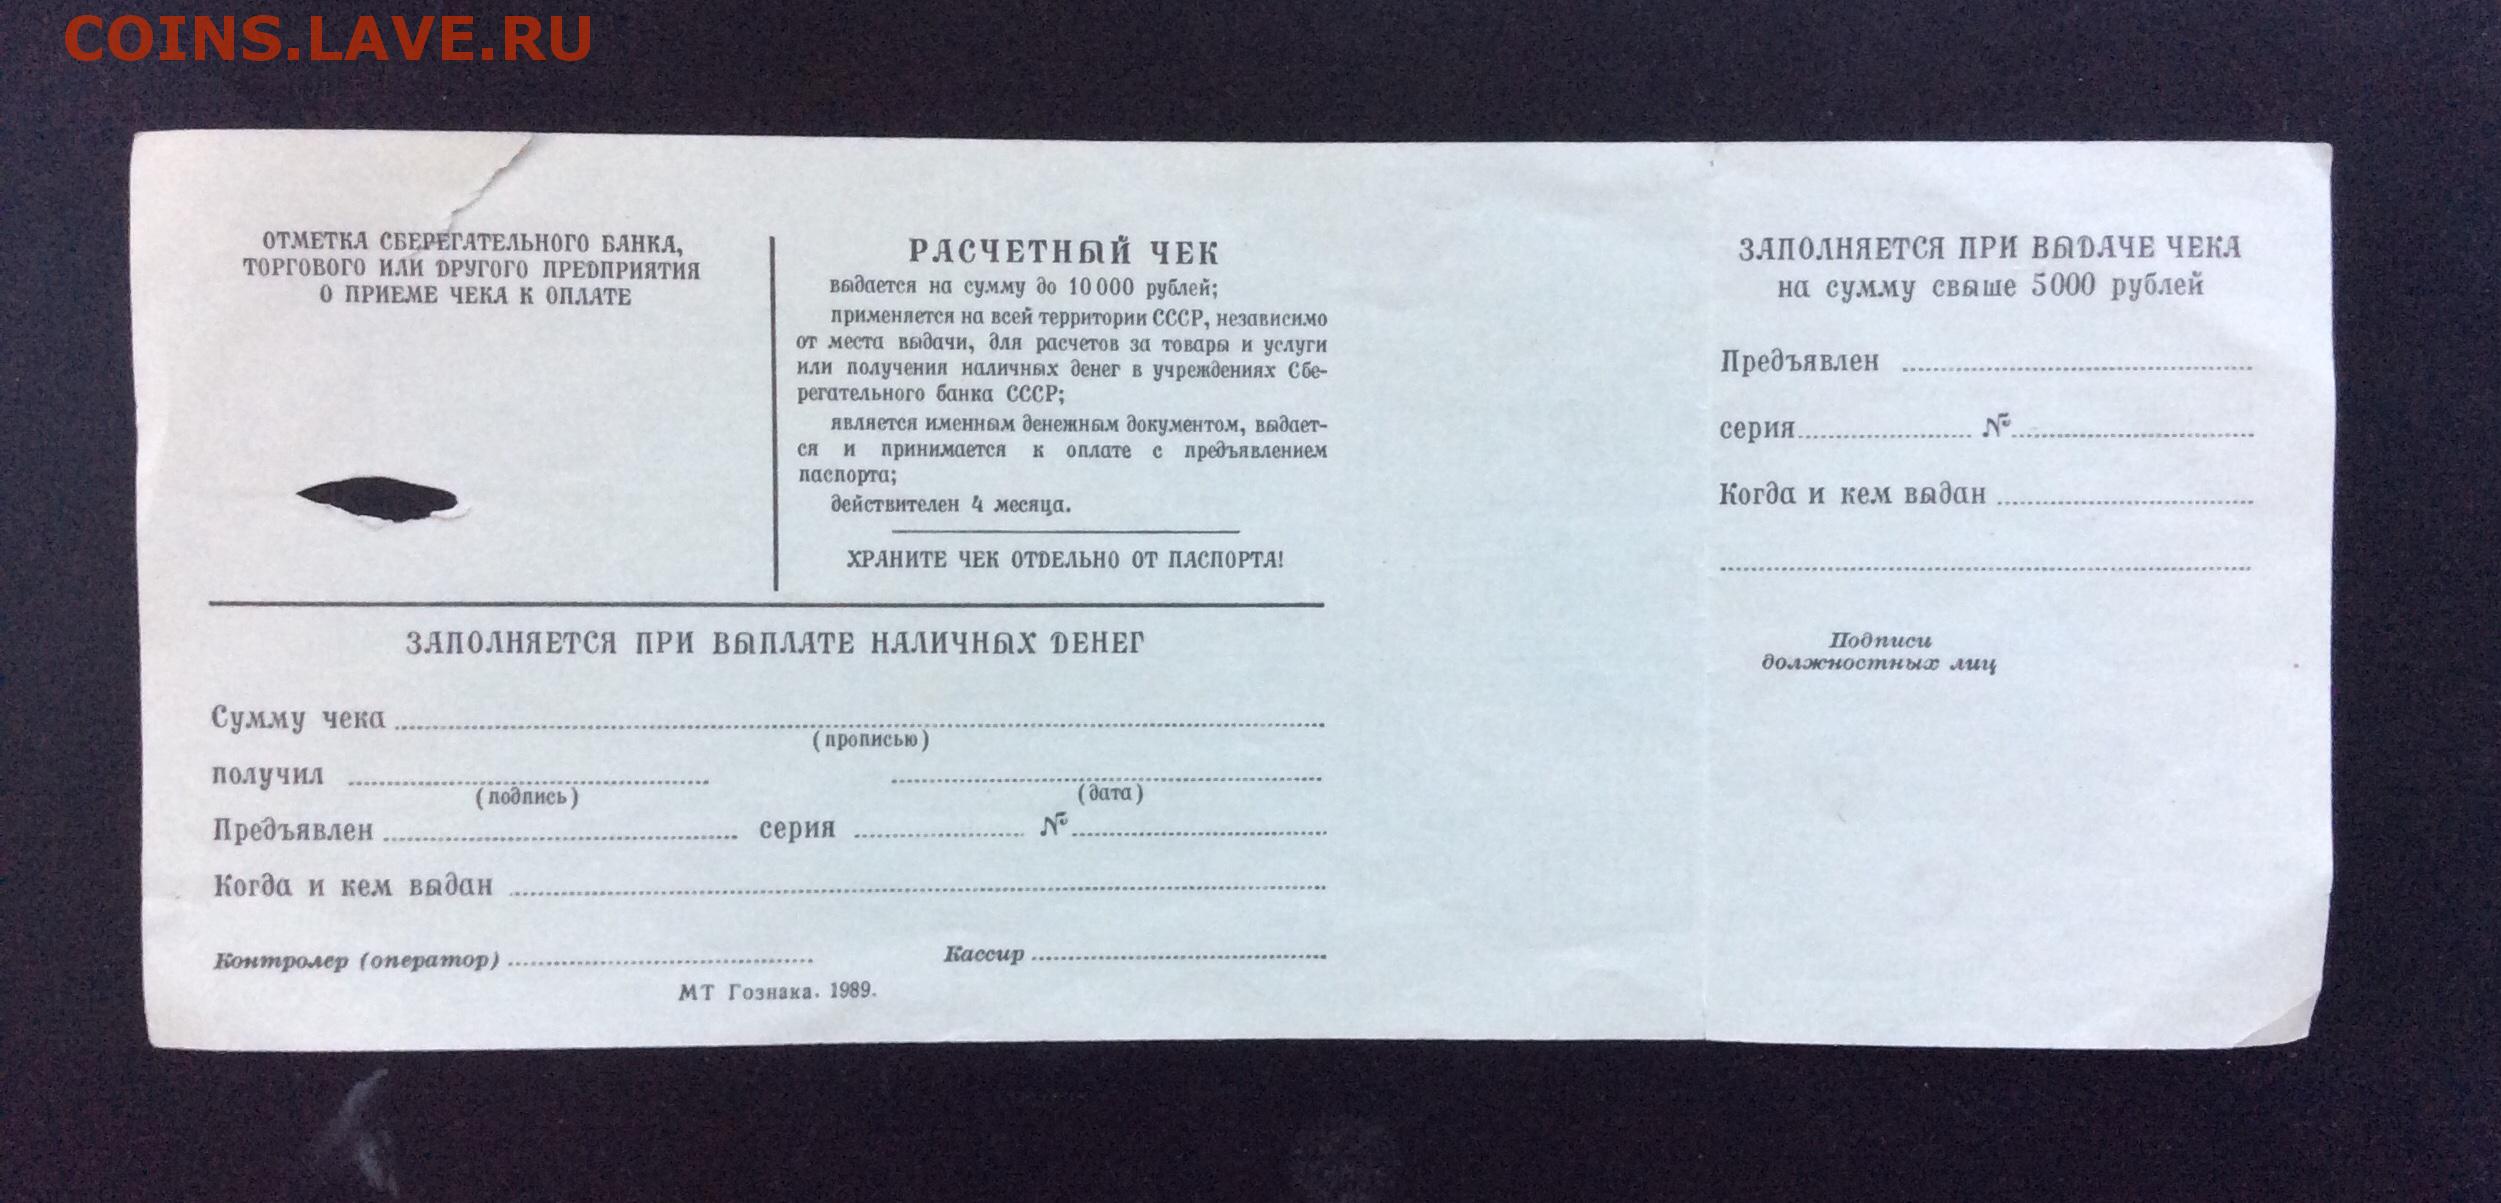 COINS.LAVE.RU
ОТМЕТКА СБЕРЕГАТЕЛЬНОГО БАНКА,
ТОРГОВОГО ИЛИ ДРУГОГО ПРЕДПРИЯТИЯ
О ПРИЕМЕ ЧЕКА К ОПЛАТЕ
РАСЧЕТНЫЙ ЧЕК
выдается на сумму до 10 000 рублей;
применяется на всей территории СССР, независимо
от места выдачи, для расчетов за товары и услуги
или получения наличных денег в учреждениях Сбе-
регательного банка СССР;
является именным денежным документом, выдает-
ся и принимается к оплате с предъявлением
паспорта;
действителен 4 месяца.
ХРАНИТЕ ЧЕК ОТДЕЛЬНО ОТ ПАСПОРТА!
ЗАПОЛНЯЕТСЯ ПРИ ВЫПЛАТЕ НАЛИЧНЫХ ДЕНЕГ
Сумму чека
(прописью)
получил
(подпись) (дата)
Предъявлен серия №
Когда и кем выдан
Контролер (оператор) Кассир
МТ Гознака. 1989.
ЗАПОЛНЯЕТСЯ ПРИ ВЫДАЧЕ ЧЕКА
на сумму свыше 5000 рублей
Предъявлен
серия №
Когда и кем выдан
Подписи
должностных лиц